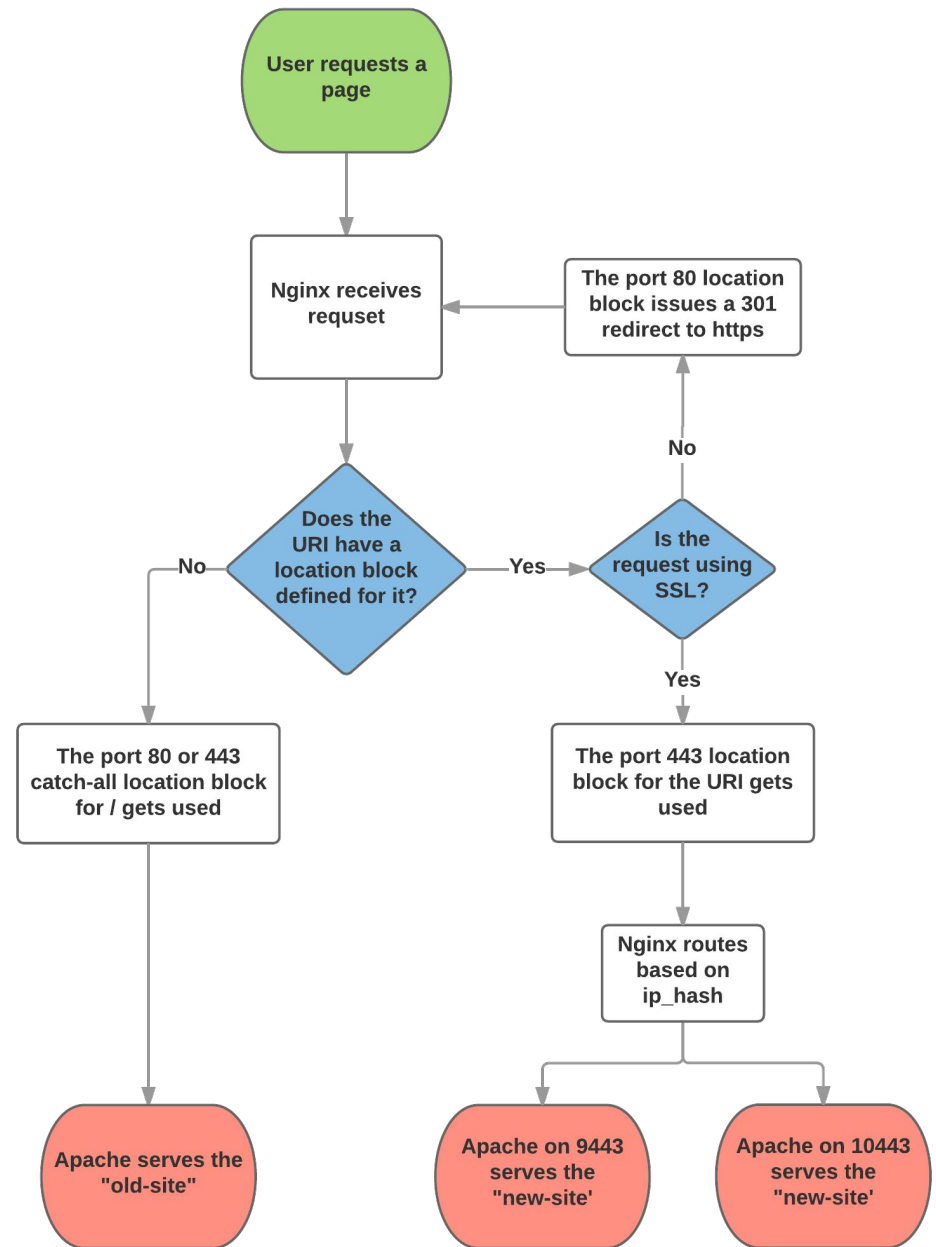 User requests a
page
Nginx receives
requset
The port 80 location
block issues a 301
redirect to https
No
Does the
URI have a
location block
defined for it?
No
Yes
Is the
request using
SSL?
Yes
The port 80 or 443
catch-all location block
for / gets used
The port 443 location
block for the URI gets
used
Nginx routes
based on
ip_hash
Apache serves the
"old-site"
Apache on 9443
serves the
"new-site'
Apache on 10443
serves the
"new-site'